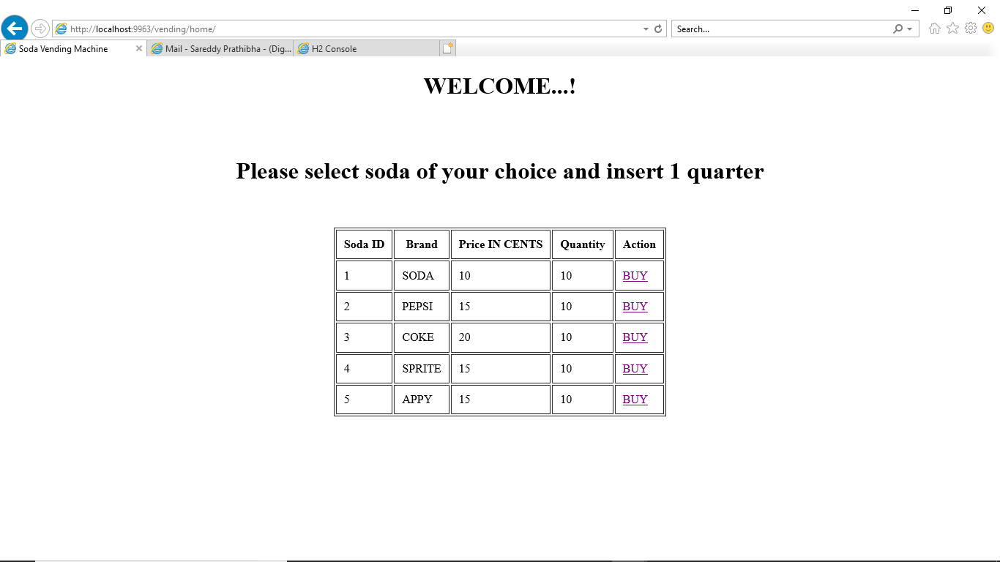 http://localhost:9963/vending/home/
Search...
Soda Vending Machine
Mail - Sareddy Prathibha - (Dig...
H2 Console
WELCOME...!
Please select soda of your choice and insert 1 quarter
Soda ID Brand Price IN CENTS Quantity Action
1 SODA 10 10 BUY
2 PEPSI 15 10 BUY
3 COKE 20 10 BUY
4 SPRITE 15 10 BUY
5 APPY 15 10 BUY